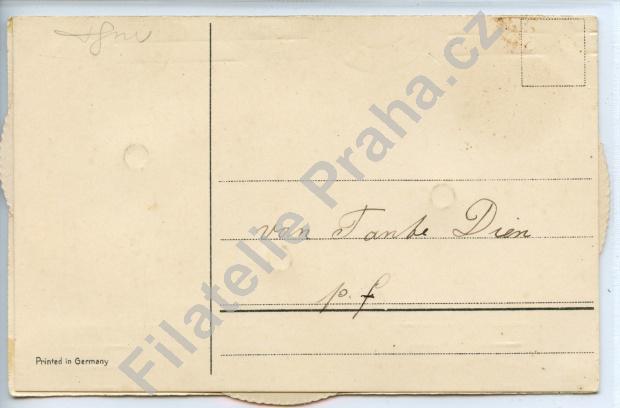 van Tante Dien
p. f
Printed in Germany
Filatelie Praha.cz